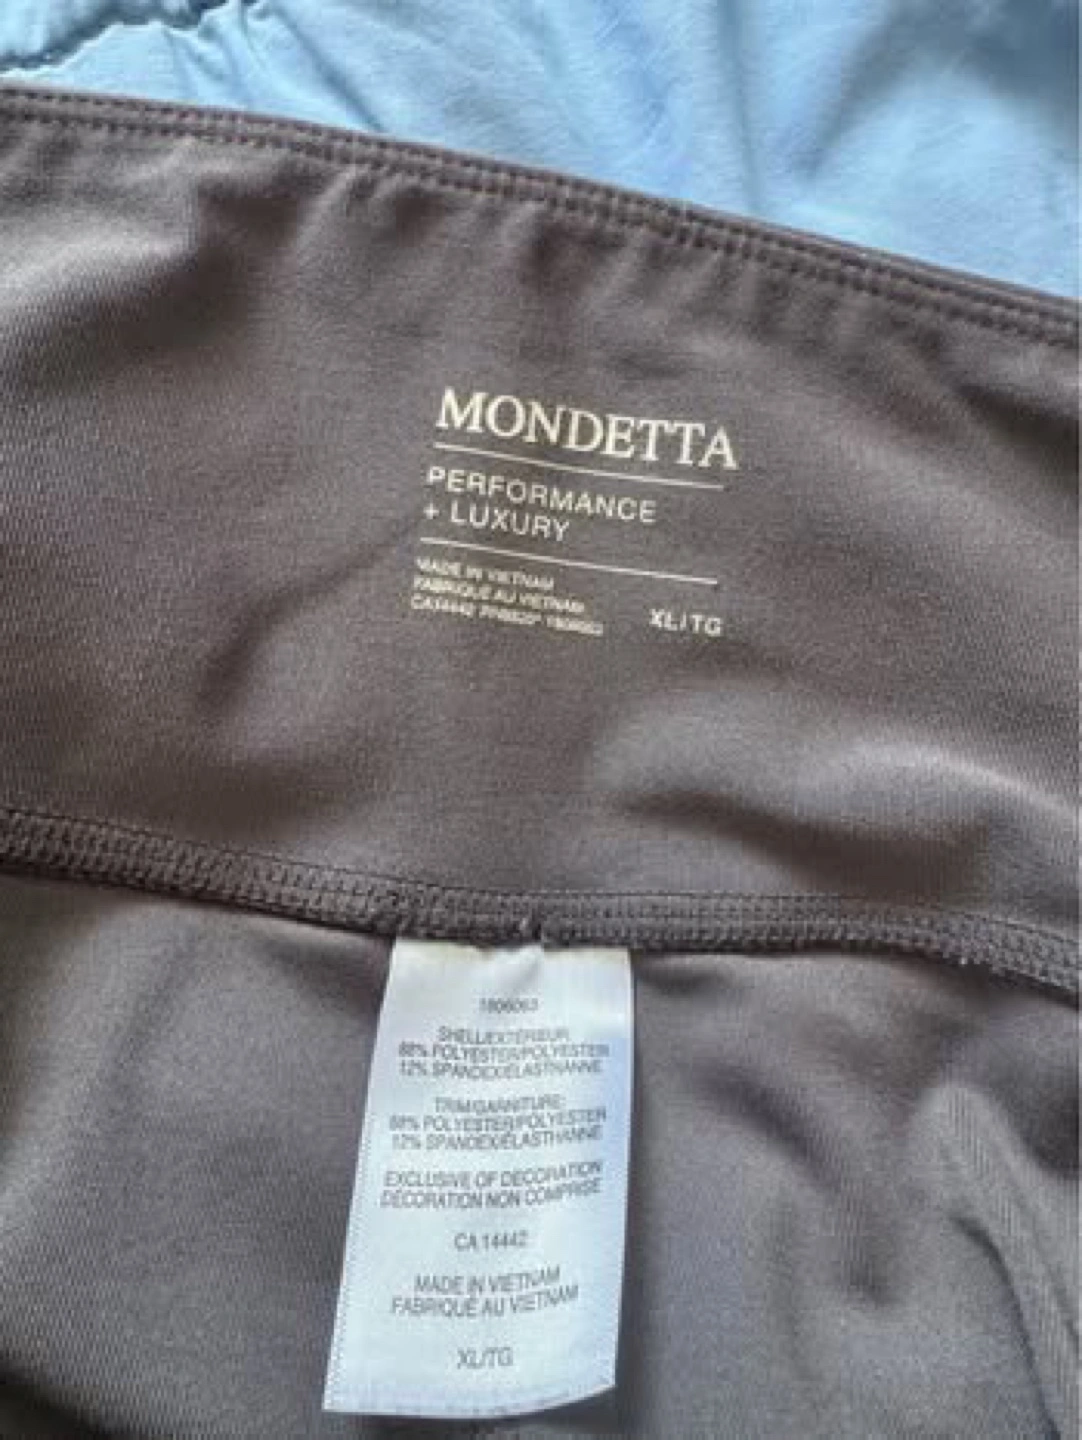 MONDETTA
PERFORMANCE
+ LUXURY
MADE IN VIETNAM
FABRIQUÉ AU VIETNAM
CA14442
XL/TG
SHELL/EXTÉRIEUR:
88% POLYESTER/POLYESTER
12% SPANDEX/ÉLASTHANNE
TRIM/GARNITURE:
88% POLYESTER/POLYESTER
12% SPANDEX/ÉLASTHANNE
EXCLUSIVE OF DECORATION
DÉCORATION NON COMPRISE
CA 14442
MADE IN VIETNAM
FABRIQUÉ AU VIETNAM
XL/TG